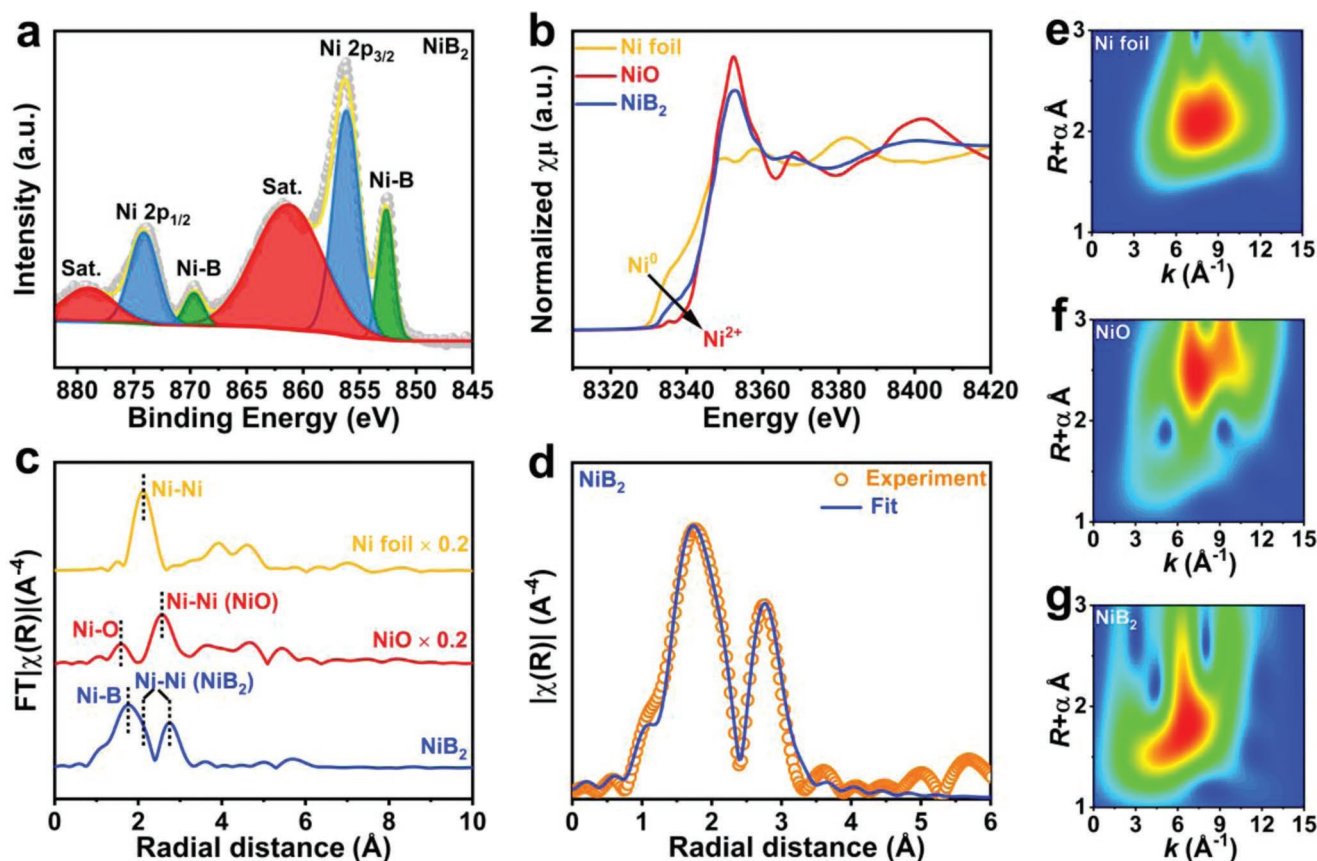 a
Ni 2p3/2
NiB2
Ni-B
Sat.
Ni 2p1/2
Ni-B
Sat.
Intensity (a.u.)
880 875 870 865 860 855 850 845
Binding Energy (eV)
b
Ni foil
NiO
NiB2
Ni0
Ni2+
Normalized χμ (a.u.)
8320 8340 8360 8380 8400 8420
Energy (eV)
c
Ni-Ni
Ni foil × 0.2
Ni-Ni (NiO)
Ni-O
NiO × 0.2
Ni-Ni (NiB2)
Ni-B
NiB2
FT|χ(R)|(A-4)
0 2 4 6 8 10
Radial distance (Å)
d
NiB2
Experiment
Fit
|χ(R)| (A-4)
0 1 2 3 4 5 6
Radial distance (Å)
e
Ni foil
3
2
1
R+α Å
0 3 6 9 12 15
k (Å-1)
f
NiO
3
2
1
R+α Å
0 3 6 9 12 15
k (Å-1)
g
NiB2
3
2
1
R+α Å
0 3 6 9 12 15
k (Å-1)